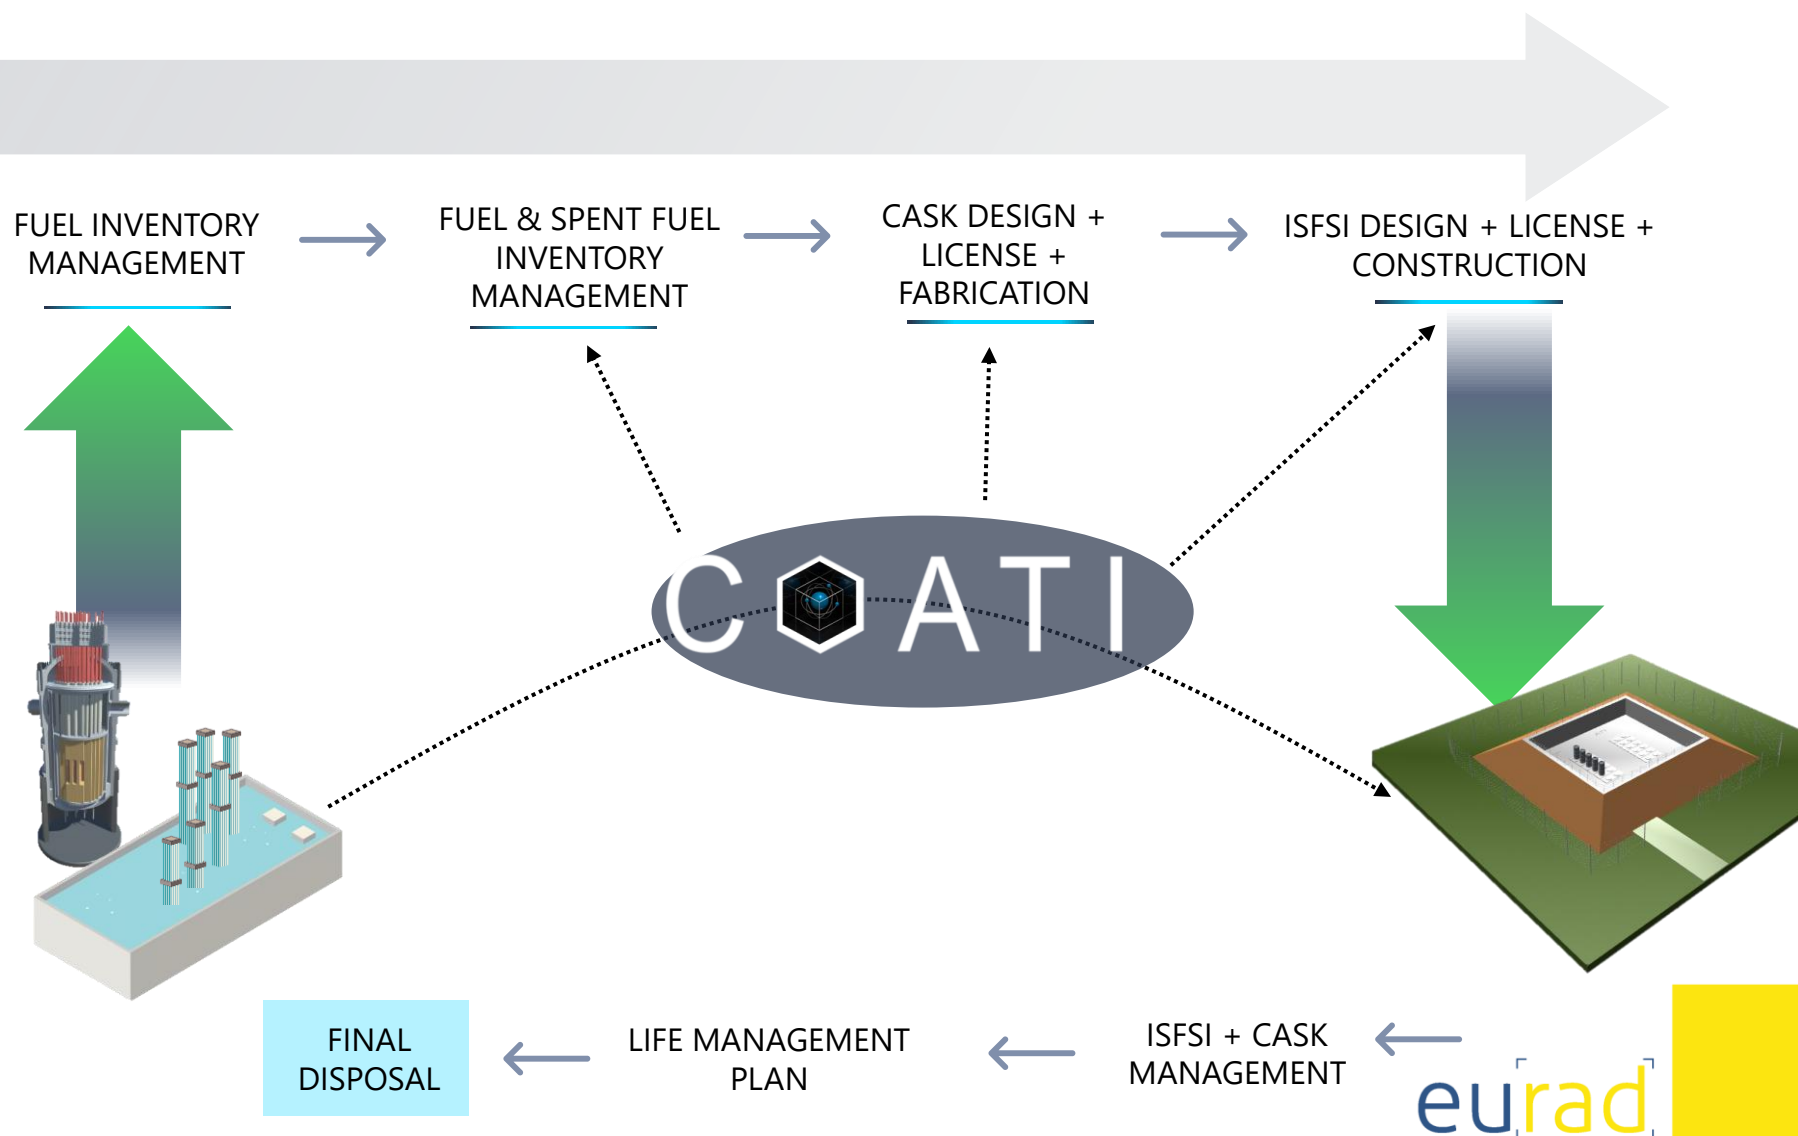 FUEL INVENTORY
MANAGEMENT
FUEL & SPENT FUEL
INVENTORY
MANAGEMENT
CASK DESIGN +
LICENSE +
FABRICATION
ISFSI DESIGN + LICENSE +
CONSTRUCTION
COATI
FINAL
DISPOSAL
LIFE MANAGEMENT
PLAN
ISFSI + CASK
MANAGEMENT
eurad